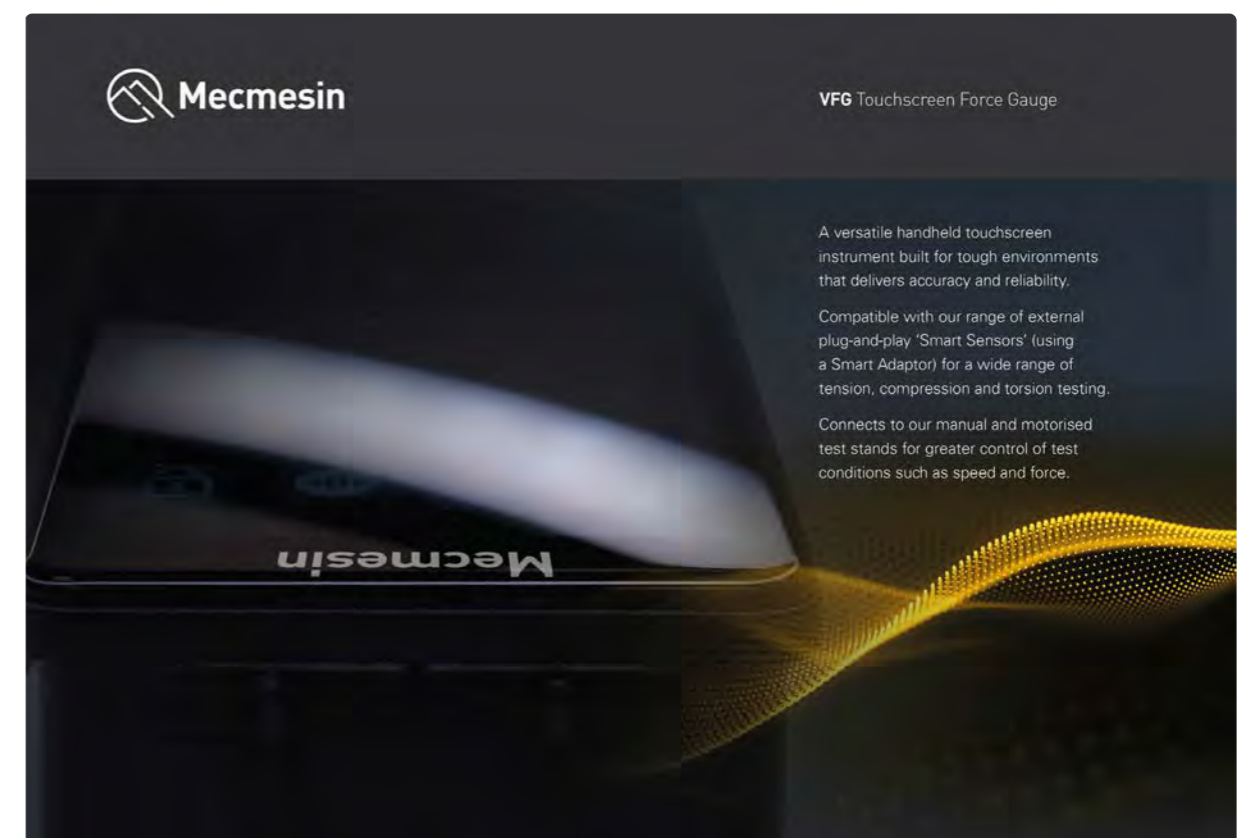 Mecmesin
VFG Touchscreen Force Gauge
A versatile handheld touchscreen
instrument built for tough environments
that delivers accuracy and reliability.
Compatible with our range of external
plug-and-play ‘Smart Sensors’ (using
a Smart Adaptor) for a wide range of
tension, compression and torsion testing.
Connects to our manual and motorised
test stands for greater control of test
conditions such as speed and force.
Mecmesin